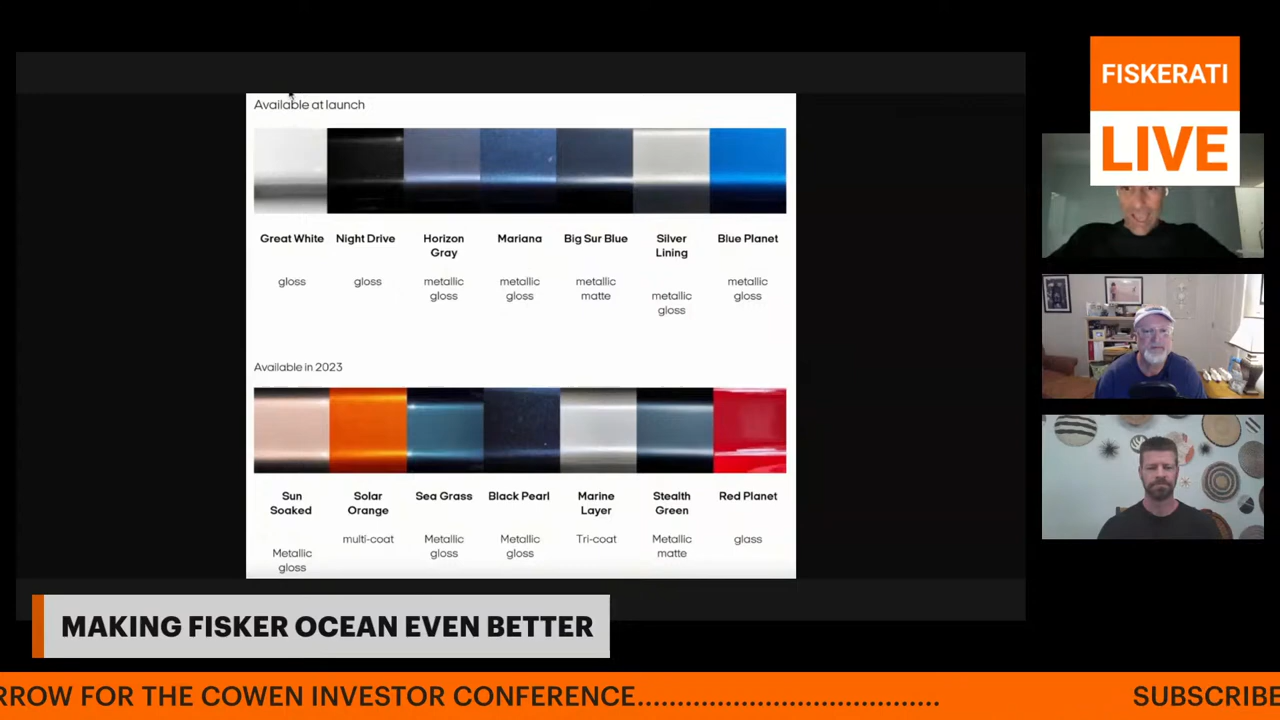 FISKERATI
LIVE
Available at launch
Great White Night Drive Horizon Gray Mariana Big Sur Blue Silver Lining Blue Planet
gloss gloss metallic gloss metallic gloss metallic matte metallic gloss metallic gloss
Available in 2023
Sun Soaked Solar Orange Sea Grass Black Pearl Marine Layer Stealth Green Red Planet
Metallic gloss multi-coat Metallic gloss Metallic gloss Tri-coat Metallic matte glass
MAKING FISKER OCEAN EVEN BETTER
RROW FOR THE COWEN INVESTOR CONFERENCE.................................... SUBSCRIBE